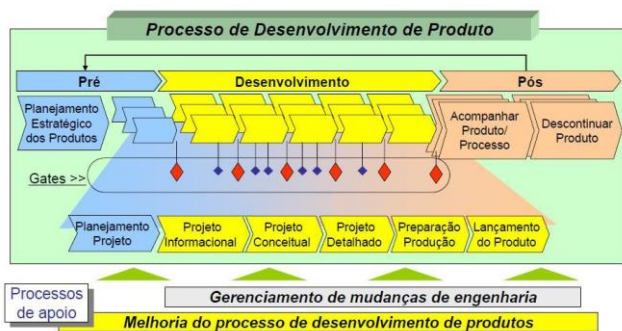 Processo de Desenvolvimento de Produto
Pré
Desenvolvimento
Pós
Planejamento
Estratégico
dos Produtos
Acompanhar
Produto/
Processo
Descontinuar
Produto
Gates >>
Planejamento
Projeto
Projeto
Informacional
Projeto
Conceitual
Projeto
Detalhado
Preparação
Produção
Lançamento
do Produto
Processos
de apoio
Gerenciamento de mudanças de engenharia
Melhoria do processo de desenvolvimento de produtos